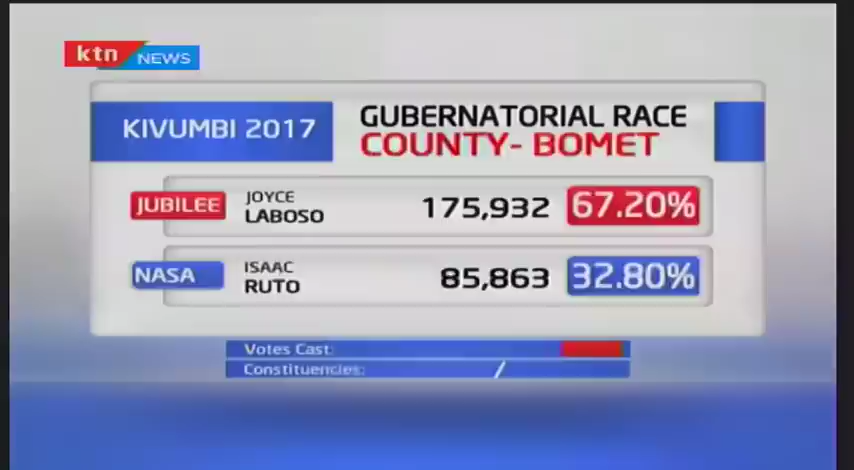 ktn NEWS
KIVUMBI 2017
GUBERNATORIAL RACE
COUNTY- BOMET
JUBILEE
JOYCE
LABOSO
175,932
67.20%
NASA
ISAAC
RUTO
85,863
32.80%
Votes Cast:
Constituencies: /